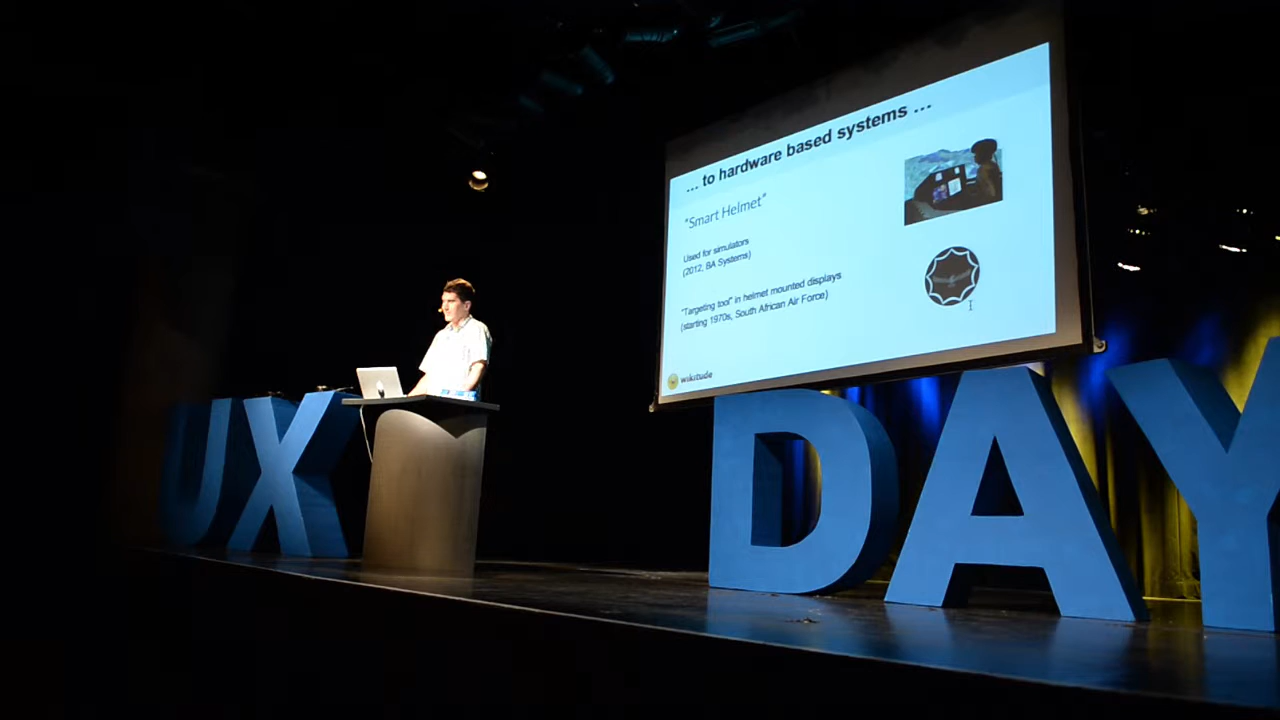 ... to hardware based systems ...
"Smart Helmet"
Used for simulators
(2012, BA Systems)
"Targeting tool" in helmet mounted displays
(starting 1970s, South African Air Force)
wikitude
UX DAY